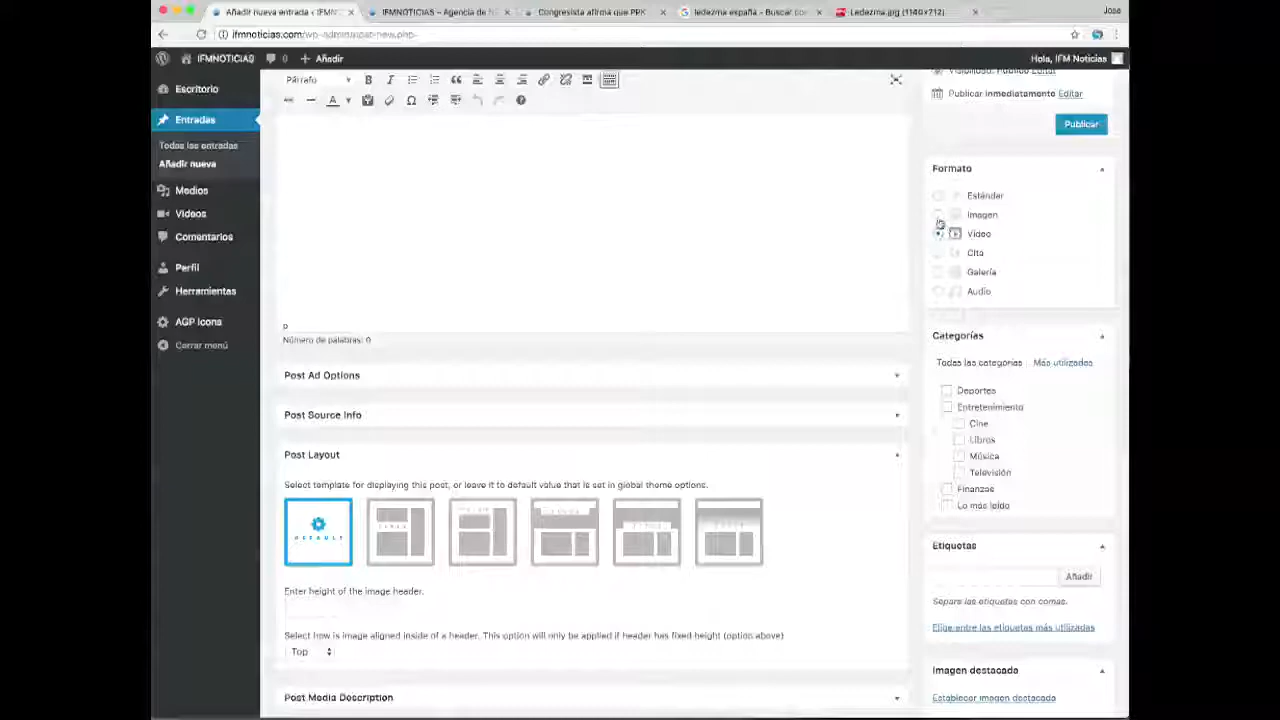 Añadir nueva entrada ‹ IFMN
IFMNOTICIAS – Agencia de N
Congresista afirma que PPK
ledezma españa - Buscar con
Ledezma.jpg (1140×712)
Jose
ifmnoticias.com/wp-admin/post-new.php
IFMNOTICIAS
0
Añadir
Hola, IFM Noticias
Escritorio
Entradas
Todas las entradas
Añadir nueva
Medios
Videos
Comentarios
Perfil
Herramientas
AGP Icons
Cerrar menú
Párrafo
B
I
A
p
Número de palabras: 0
Post Ad Options
Post Source Info
Post Layout
Select template for displaying this post, or leave it to default value that is set in global theme options.
DEFAULT
Enter height of the image header.
Select how is image aligned inside of a header. This option will only be applied if header has fixed height (option above)
Top
Post Media Description
Visibilidad: Público Editar
Publicar inmediatamente Editar
Publicar
Formato
Estándar
Imagen
Vídeo
Cita
Galería
Audio
Categorías
Todas las categorías
Más utilizadas
Deportes
Entretenimiento
Cine
Libros
Música
Televisión
Finanzas
Lo más leído
Etiquetas
Añadir
Separa las etiquetas con comas.
Elige entre las etiquetas más utilizadas
Imagen destacada
Establecer imagen destacada